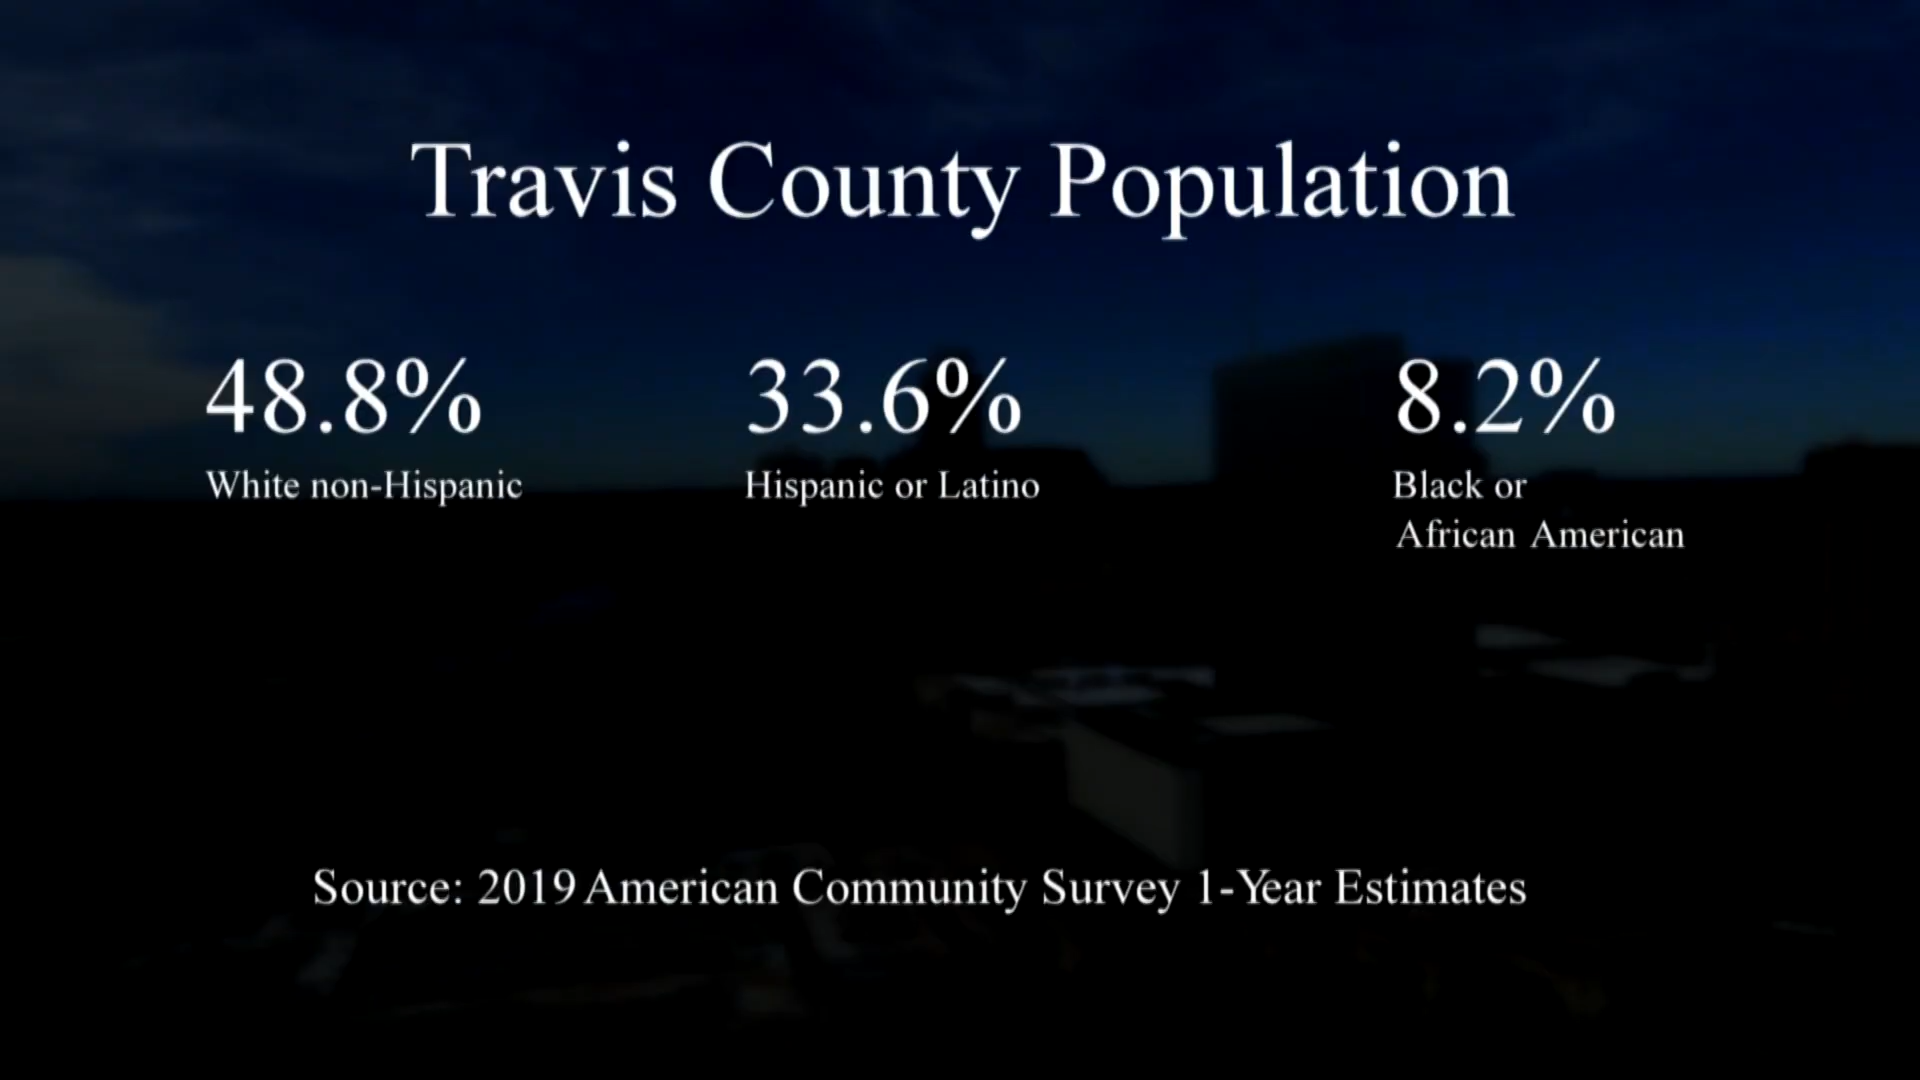 Travis County Population
48.8%
White non-Hispanic
33.6%
Hispanic or Latino
8.2%
Black or
African American
Source: 2019 American Community Survey 1-Year Estimates